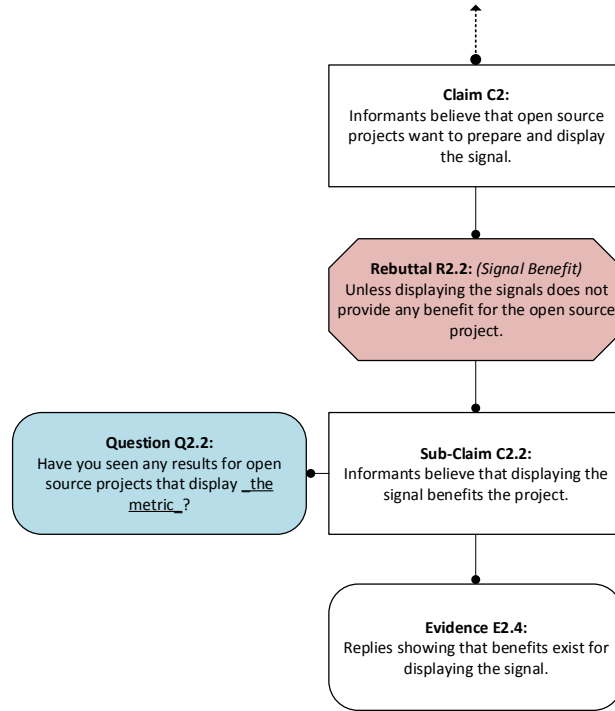 Claim C2:
Informants believe that open source
projects want to prepare and display
the signal.
Rebuttal R2.2: (Signal Benefit)
Unless displaying the signals does not
provide any benefit for the open source
project.
Question Q2.2:
Have you seen any results for open
source projects that display _the
metric_?
Sub-Claim C2.2:
Informants believe that displaying the
signal benefits the project.
Evidence E2.4:
Replies showing that benefits exist for
displaying the signal.